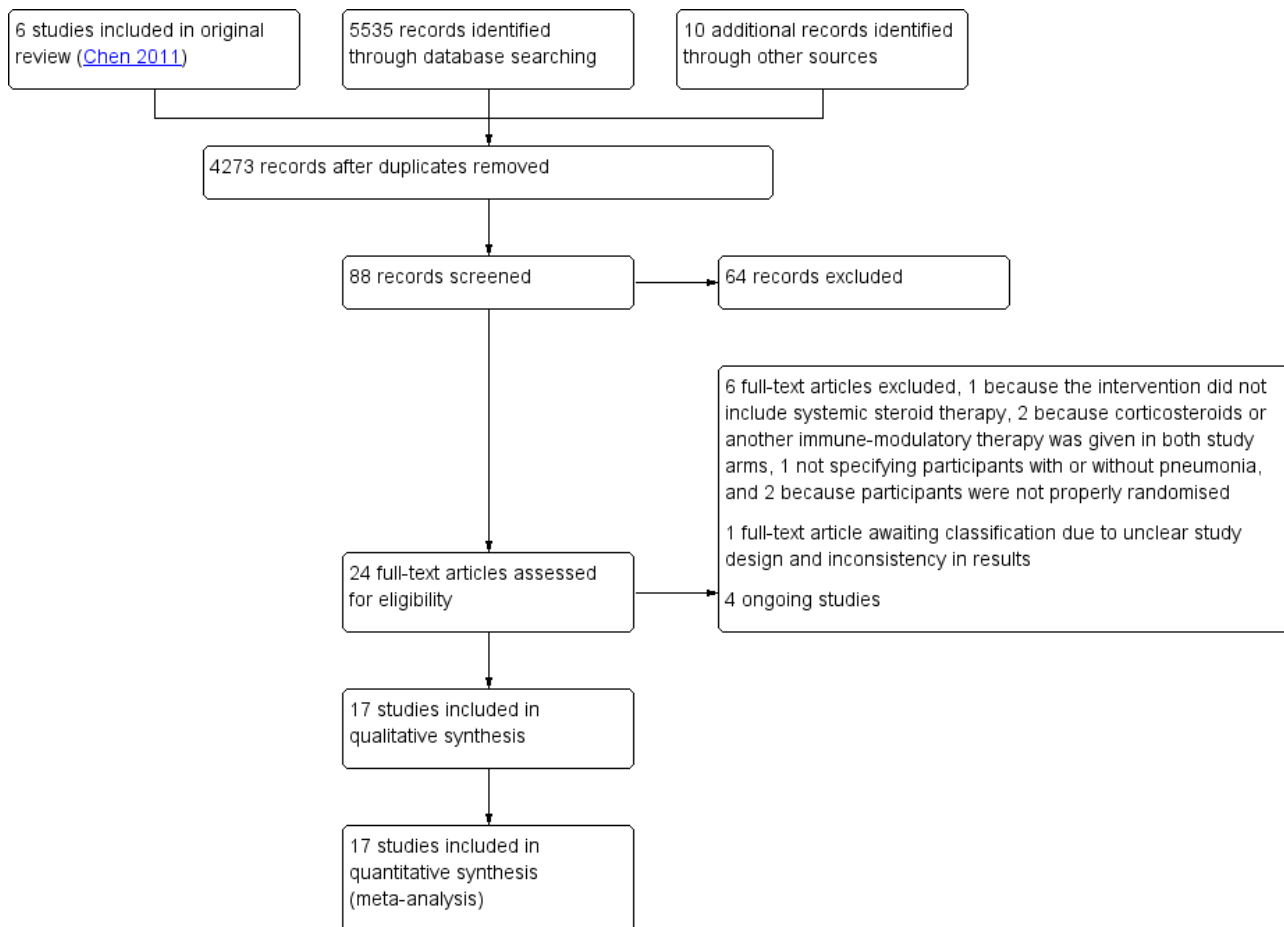 6 studies included in original
review (Chen 2011)
5535 records identified
through database searching
10 additional records identified
through other sources
4273 records after duplicates removed
88 records screened
64 records excluded
6 full-text articles excluded, 1 because the intervention did not
include systemic steroid therapy, 2 because corticosteroids or
another immune-modulatory therapy was given in both study
arms, 1 not specifying participants with or without pneumonia,
and 2 because participants were not properly randomised
1 full-text article awaiting classification due to unclear study
design and inconsistency in results
4 ongoing studies
24 full-text articles assessed
for eligibility
17 studies included in
qualitative synthesis
17 studies included in
quantitative synthesis
(meta-analysis)